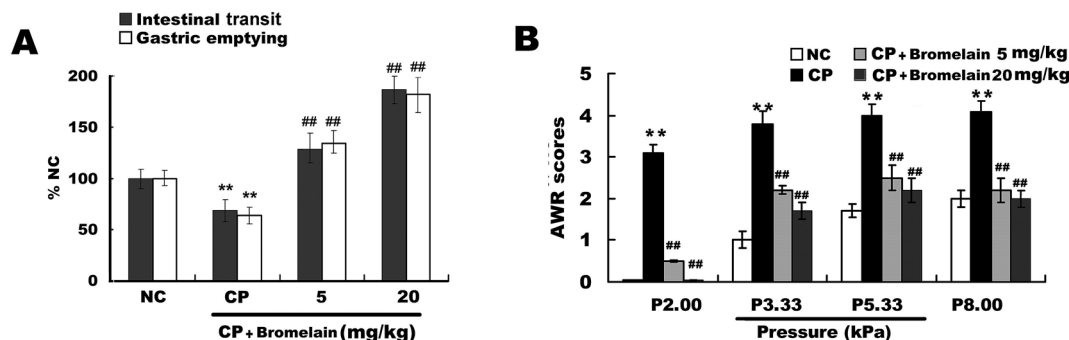 A
Intestinal transit
Gastric emptying
% NC
200
150
100
50
0
** **
## ##
## ##
NC CP 5 20
CP+Bromelain (mg/kg)
B
NC CP+Bromelain 5 mg/kg
CP CP+Bromelain 20 mg/kg
AWR scores
5
4
3
2
1
0
** ## ##
** ## ##
** ## ##
** ## ##
P2.00 P3.33 P5.33 P8.00
Pressure (kPa)